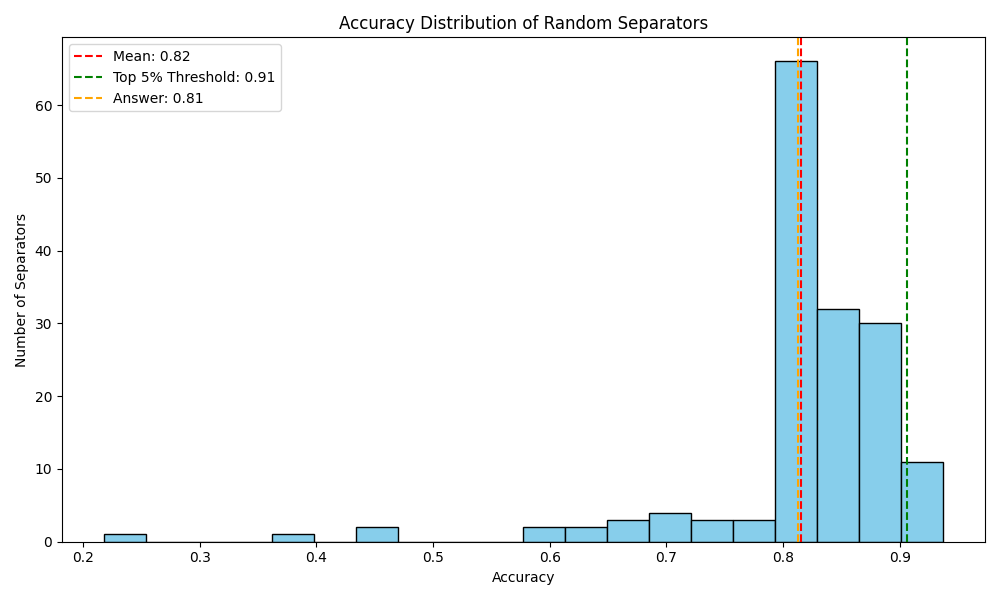 Accuracy Distribution of Random Separators
Mean: 0.82
Top 5% Threshold: 0.91
Answer: 0.81
Number of Separators
60
50
40
30
20
10
0
0.2 0.3 0.4 0.5 0.6 0.7 0.8 0.9
Accuracy